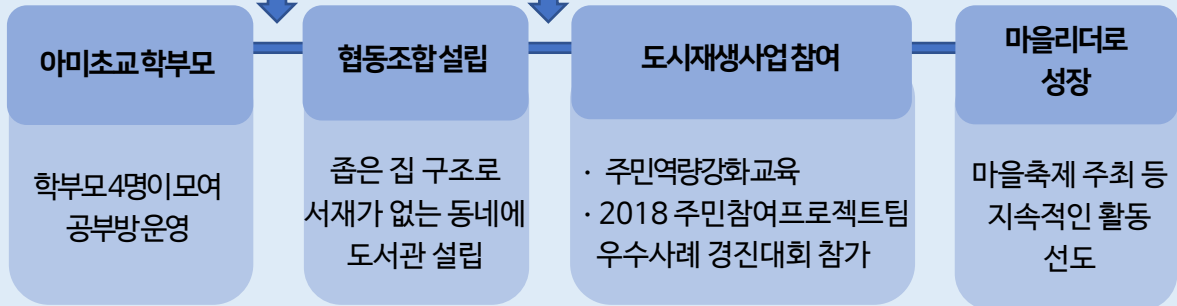 아미초교 학부모
학부모 4명이 모여
공부방 운영
협동조합 설립
좁은 집 구조로
서재가 없는 동네에
도서관 설립
도시재생사업 참여
· 주민역량강화교육
· 2018 주민참여프로젝트팀
우수사례 경진대회 참가
마을리더로
성장
마을축제 주최 등
지속적인 활동
선도